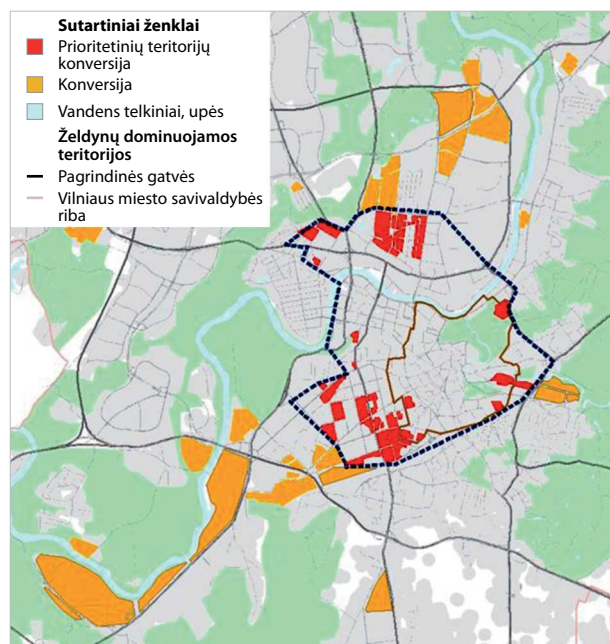 Sutartiniai ženklai
Prioritetinių teritorijų
konversija
Konversija
Vandens telkiniai, upės
Želdynų dominuojamos
teritorijos
Pagrindinės gatvės
Vilniaus miesto savivaldybės
riba